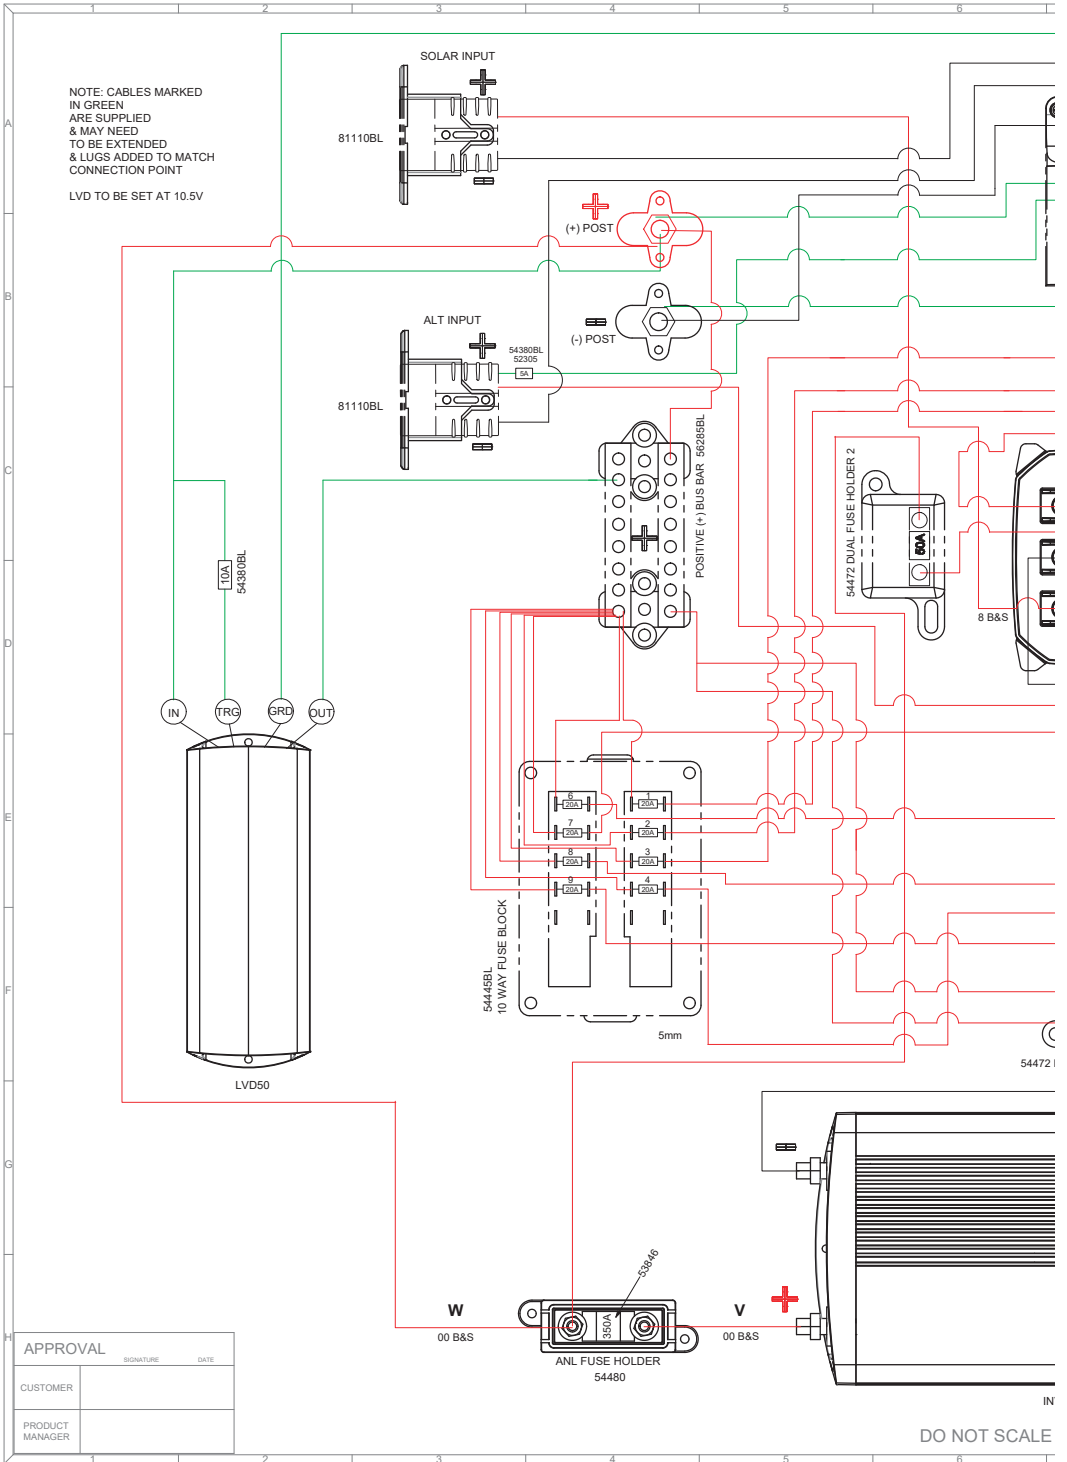 1 2 3 4 5 6
SOLAR INPUT
NOTE: CABLES MARKED
IN GREEN
ARE SUPPLIED
& MAY NEED
TO BE EXTENDED
& LUGS ADDED TO MATCH
CONNECTION POINT
LVD TO BE SET AT 10.5V
A
81110BL
(+) POST
B
ALT INPUT
(-) POST
54380BL
52305
5A
81110BL
POSITIVE (+) BUS BAR 56285BL
C
54472 DUAL FUSE HOLDER 2
50A
10A
54380BL
8 B&S
D
IN
TRG
GRD
OUT
6
20A
1
20A
7
20A
2
20A
8
20A
3
20A
9
20A
4
20A
E
54445BL
10 WAY FUSE BLOCK
F
5mm
54472
LVD50
G
53846
W
00 B&S
350A
V
00 B&S
H
ANL FUSE HOLDER
54480
APPROVAL
SIGNATURE DATE
CUSTOMER
PRODUCT
MANAGER
DO NOT SCALE
1 2 3 4 5 6